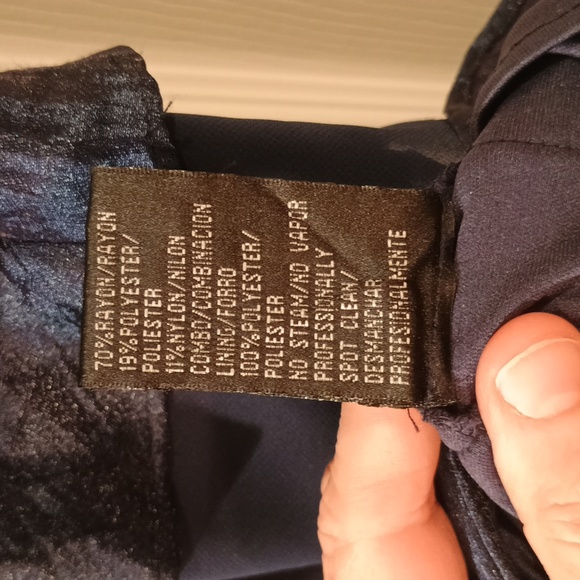 70%RAYON/RAYON
19%POLYESTER/
POLIESTER
11%NYLON/NILON
COMBO/COMBINACION
LINING/FORRO
100%POLYESTER/
POLIESTER
NO STEAM/NO VAPOR
PROFESSIONALLY
SPOT CLEAN/
DESMANCHAR
PROFESIONALMENTE